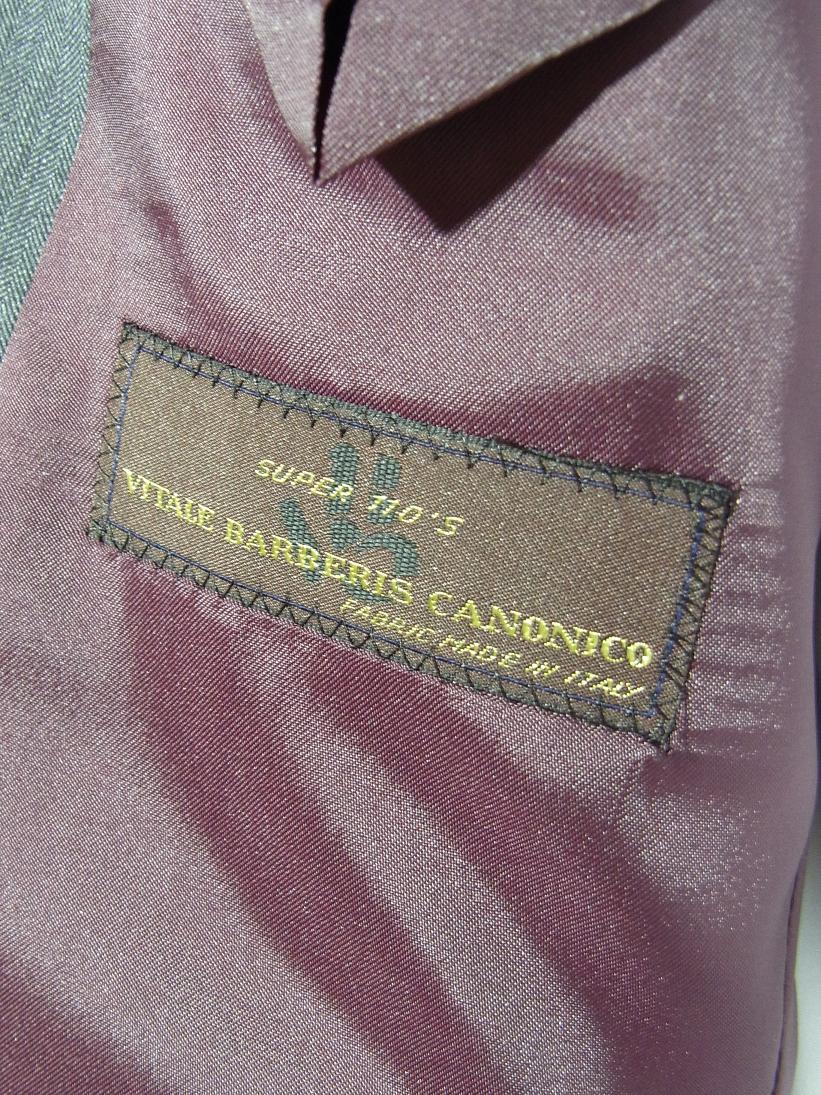 SUPER 110'S
VITALE BARBERIS CANONICO
FABRIC MADE IN ITALY